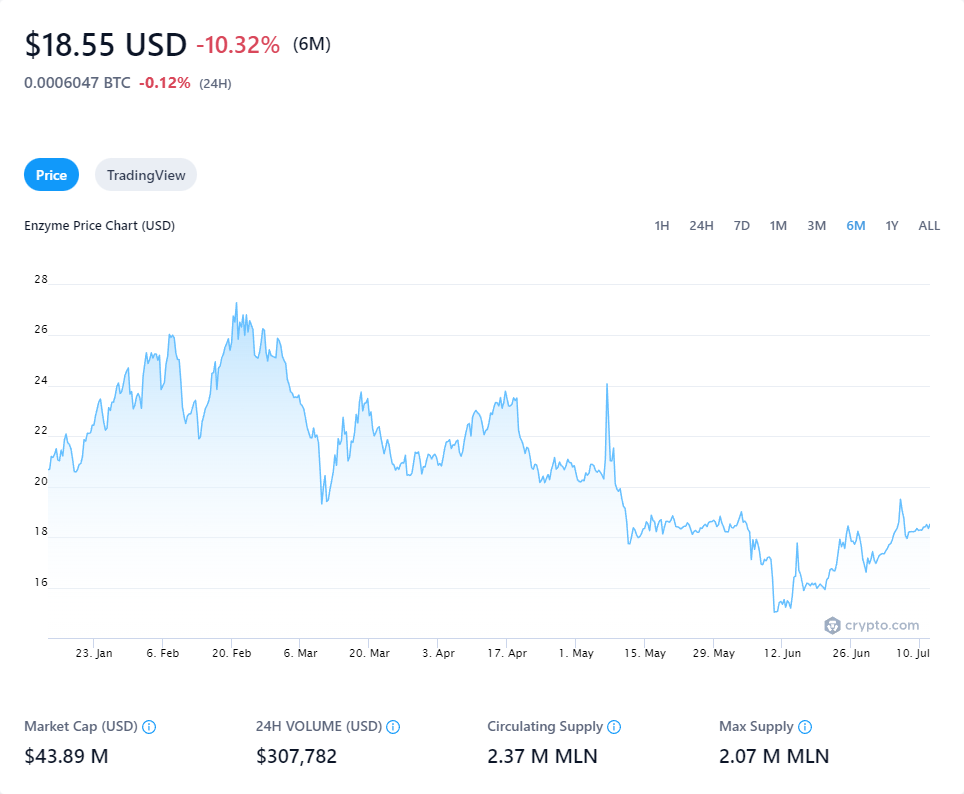 $18.55 USD -10.32% (6M)
0.0006047 BTC -0.12% (24H)
Price TradingView
Enzyme Price Chart (USD) 1H 24H 7D 1M 3M 6M 1Y ALL
28
26
24
22
20
18
16
crypto.com
23. Jan 6. Feb 20. Feb 6. Mar 20. Mar 3. Apr 17. Apr 1. May 15. May 29. May 12. Jun 26. Jun 10. Jul
Market Cap (USD) 24H VOLUME (USD) Circulating Supply Max Supply
$43.89 M $307,782 2.37 M MLN 2.07 M MLN